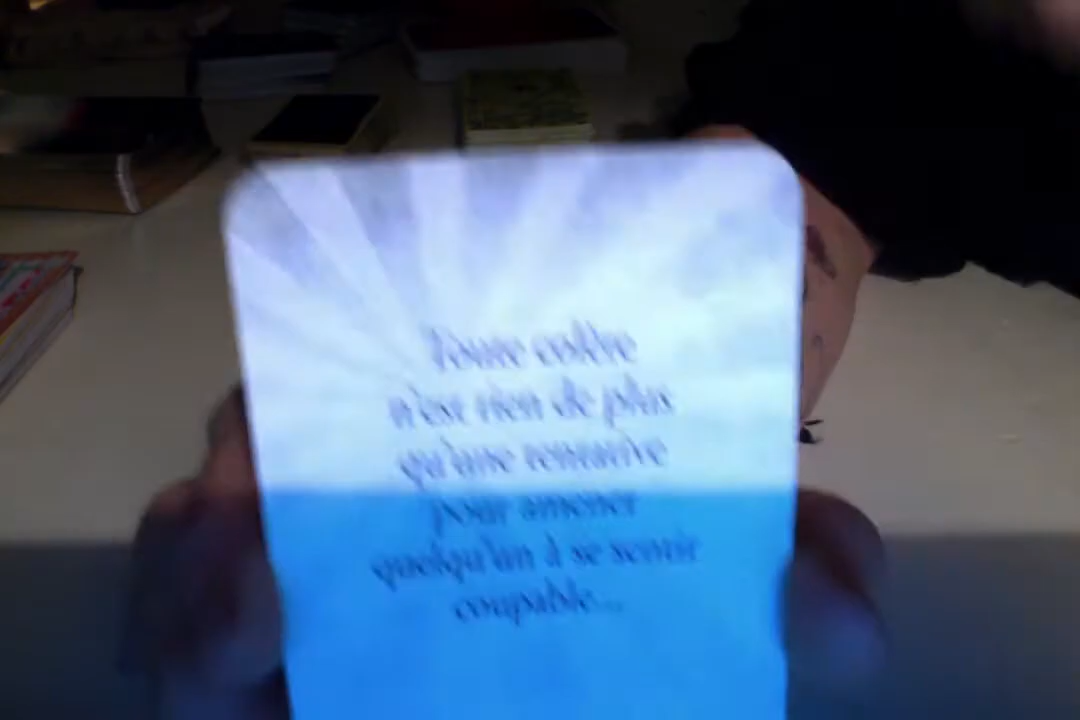 Toute colère
n'est rien de plus
qu'une tentative
pour amener
quelqu'un à se sentir
coupable...